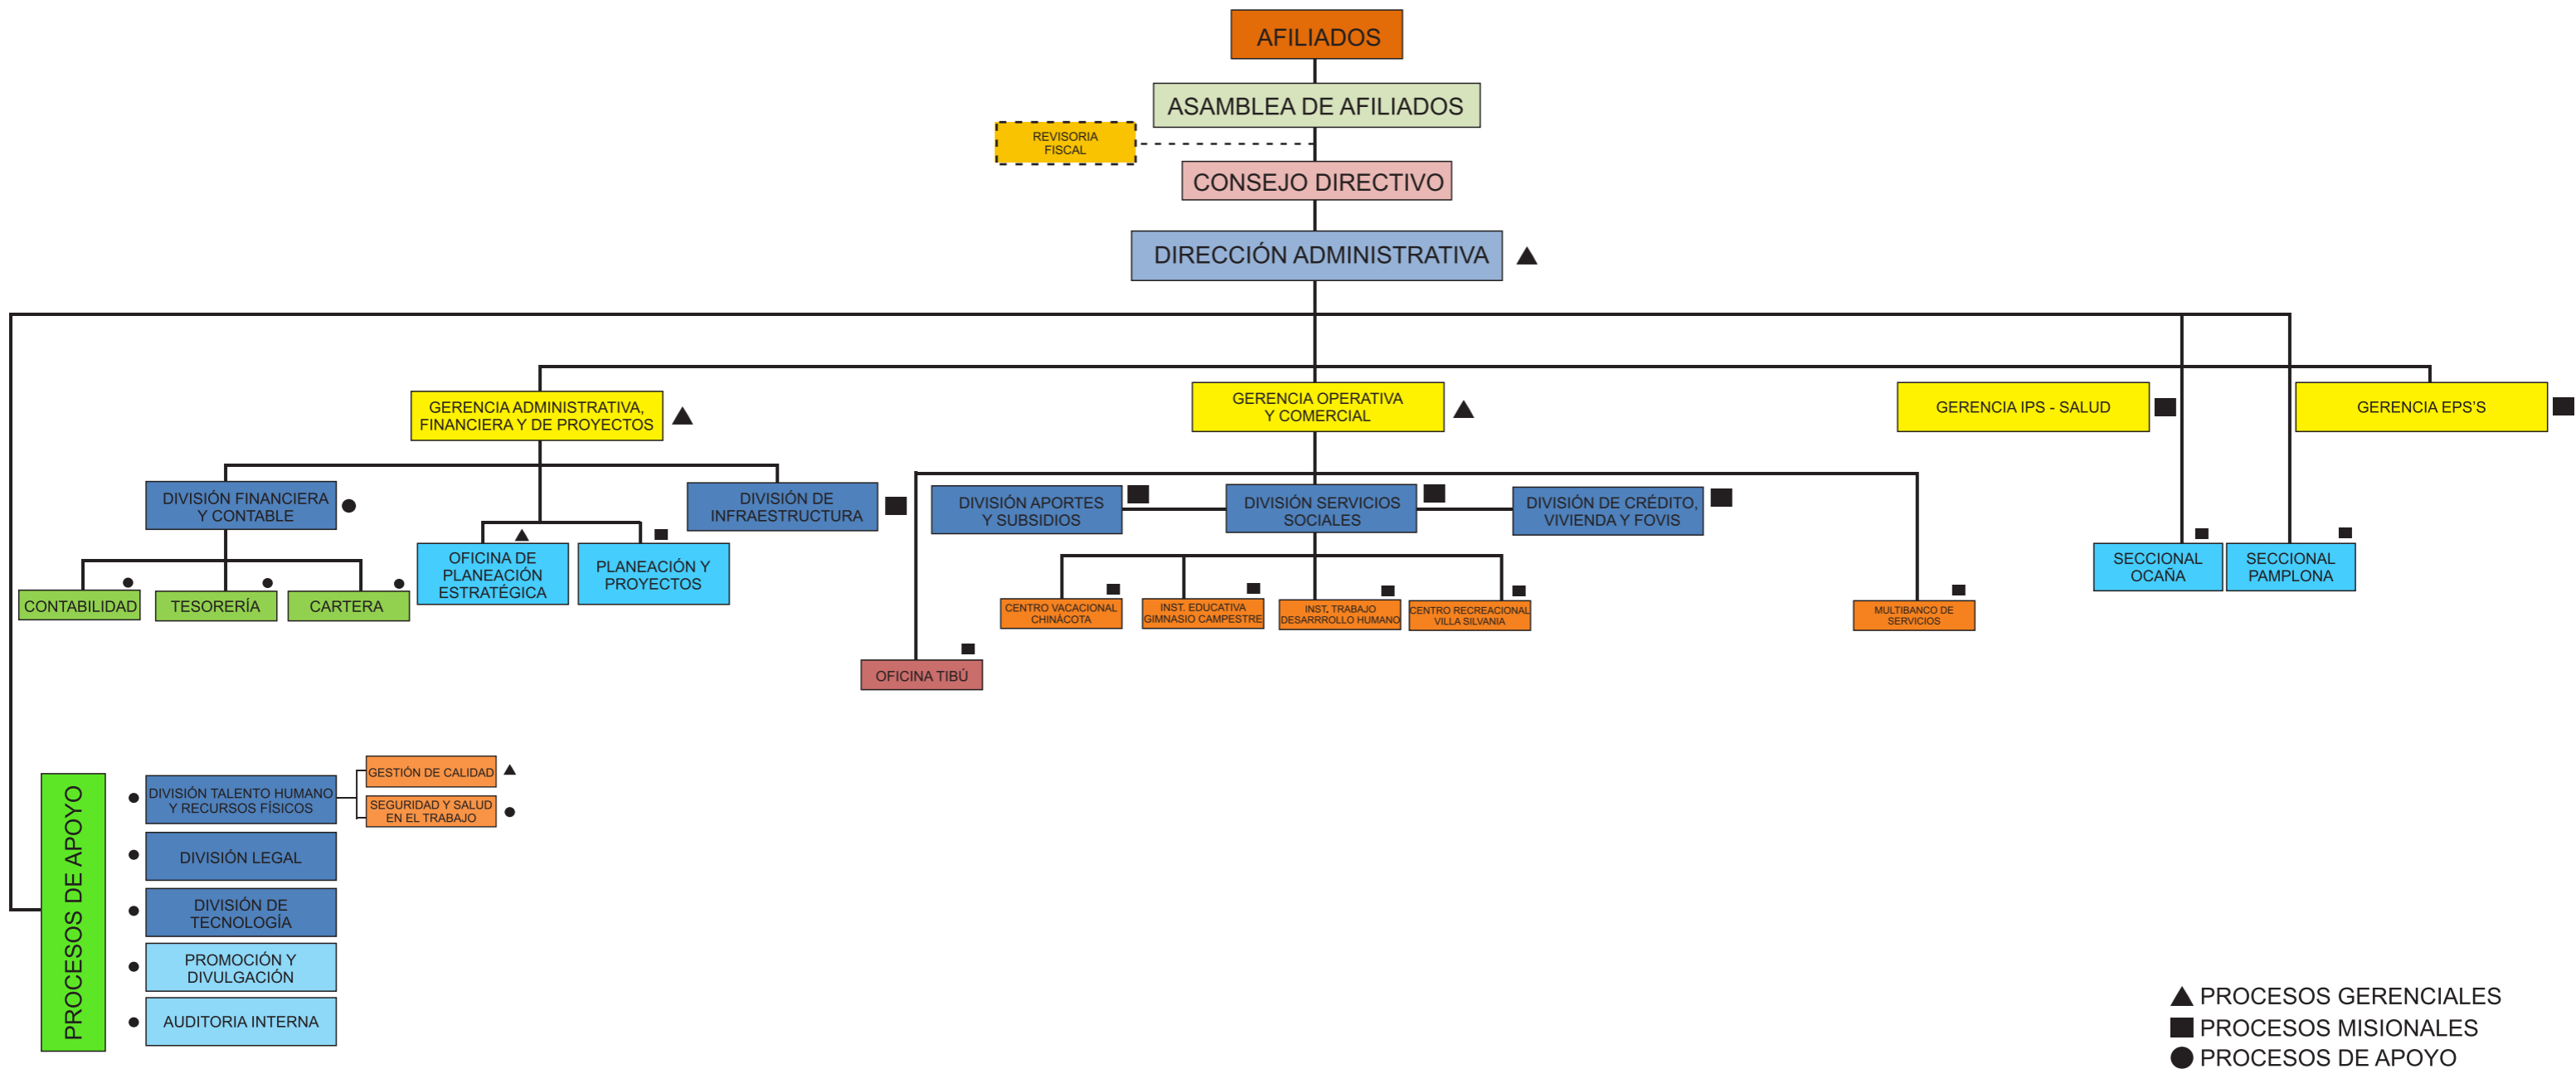 AFILIADOS
ASAMBLEA DE AFILIADOS
REVISORIA
FISCAL
CONSEJO DIRECTIVO
DIRECCIÓN ADMINISTRATIVA
GERENCIA ADMINISTRATIVA,
FINANCIERA Y DE PROYECTOS
GERENCIA OPERATIVA
Y COMERCIAL
GERENCIA IPS - SALUD
GERENCIA EPS'S
DIVISIÓN FINANCIERA
Y CONTABLE
DIVISIÓN DE
INFRAESTRUCTURA
DIVISIÓN APORTES
Y SUBSIDIOS
DIVISIÓN SERVICIOS
SOCIALES
DIVISIÓN DE CRÉDITO,
VIVIENDA Y FOVIS
OFICINA DE
PLANEACIÓN
ESTRATÉGICA
PLANEACIÓN Y
PROYECTOS
SECCIONAL
OCAÑA
SECCIONAL
PAMPLONA
CONTABILIDAD
TESORERÍA
CARTERA
CENTRO VACACIONAL
CHINÁCOTA
INST. EDUCATIVA
GIMNASIO CAMPESTRE
INST. TRABAJO
DESARRROLLO HUMANO
CENTRO RECREACIONAL
VILLA SILVANIA
MULTIBANCO DE
SERVICIOS
OFICINA TIBÚ
PROCESOS DE APOYO
DIVISIÓN TALENTO HUMANO
Y RECURSOS FÍSICOS
GESTIÓN DE CALIDAD
SEGURIDAD Y SALUD
EN EL TRABAJO
DIVISIÓN LEGAL
DIVISIÓN DE
TECNOLOGÍA
PROMOCIÓN Y
DIVULGACIÓN
AUDITORIA INTERNA
PROCESOS GERENCIALES
PROCESOS MISIONALES
PROCESOS DE APOYO